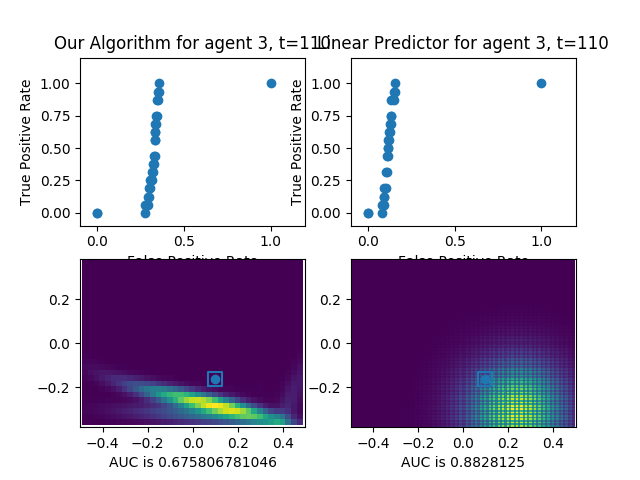 Our Algorithm for agent 3, t=110
Linear Predictor for agent 3, t=110
True Positive Rate
1.00
0.75
0.50
0.25
0.00
0.0 0.5 1.0
False Positive Rate
True Positive Rate
1.00
0.75
0.50
0.25
0.00
0.0 0.5 1.0
False Positive Rate
0.2
0.0
−0.2
−0.4 −0.2 0.0 0.2 0.4
AUC is 0.675806781046
0.2
0.0
−0.2
−0.4 −0.2 0.0 0.2 0.4
AUC is 0.8828125